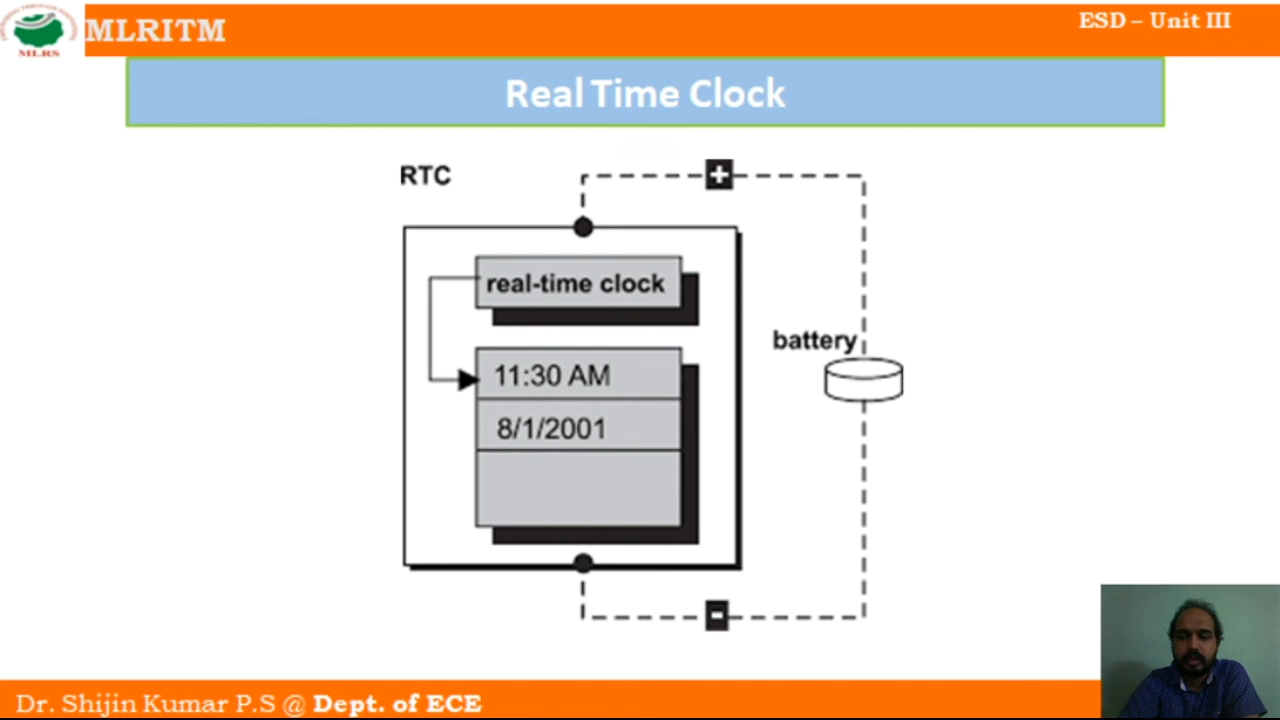 MLRITM
ESD – Unit III
MLRS
Real Time Clock
RTC
+
real-time clock
battery
11:30 AM
8/1/2001
-
Dr. Shijin Kumar P.S @ Dept. of ECE